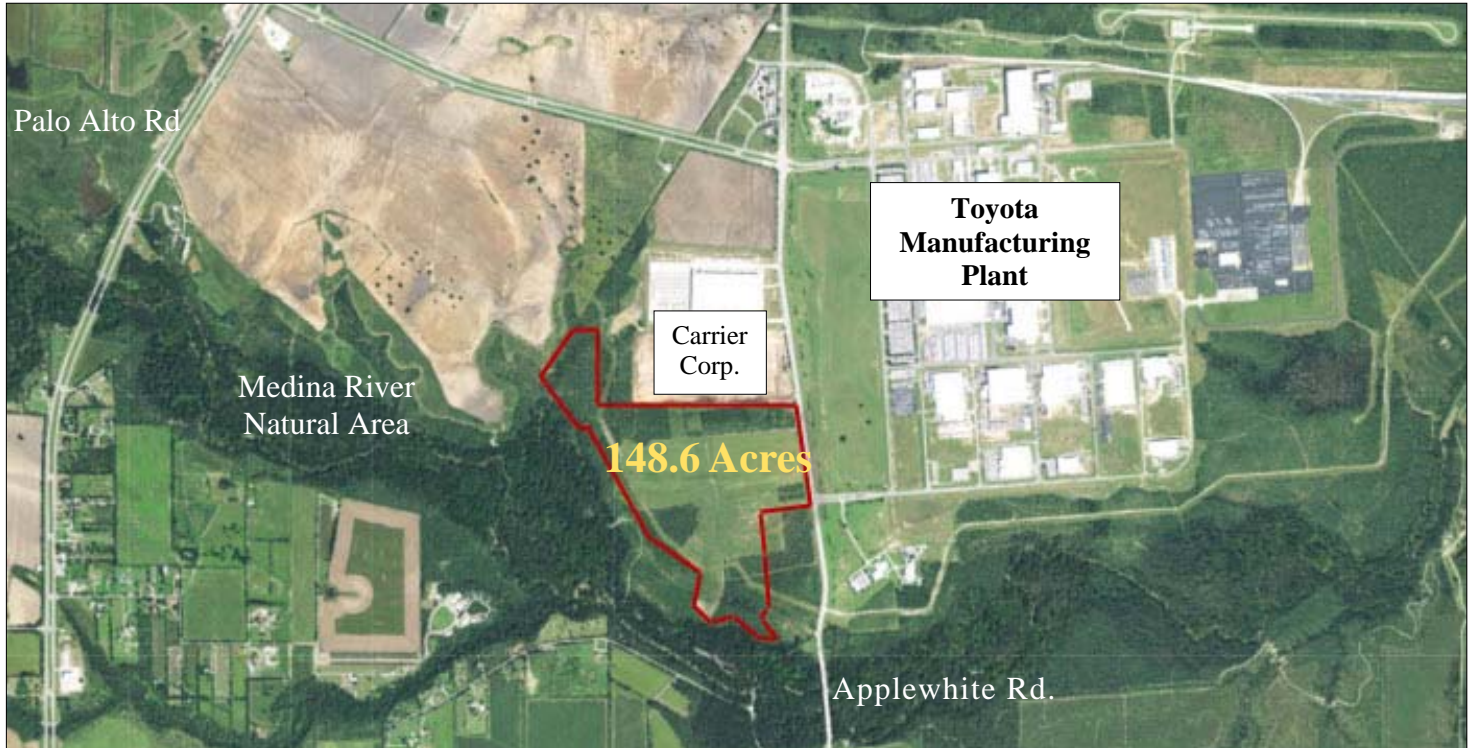 Palo Alto Rd
Toyota
Manufacturing
Plant
Carrier
Corp.
Medina River
Natural Area
148.6 Acres
Applewhite Rd.